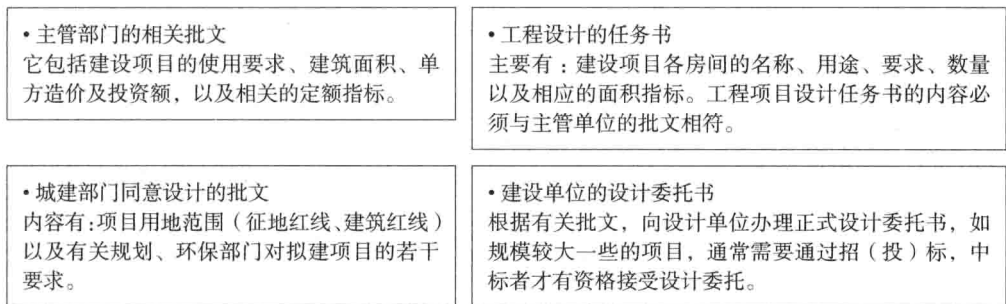 • 主管部门的相关批文
它包括建设项目的使用要求、建筑面积、单
方造价及投资额，以及相关的定额指标。
• 工程设计的任务书
主要有：建设项目各房间的名称、用途、要求、数量
以及相应的面积指标。工程项目设计任务书的内容必
须与主管单位的批文相符。
• 城建部门同意设计的批文
内容有:项目用地范围（征地红线、建筑红线）
以及有关规划、环保部门对拟建项目的若干
要求。
• 建设单位的设计委托书
根据有关批文，向设计单位办理正式设计委托书，如
规模较大一些的项目，通常需要通过招（投）标，中
标者才有资格接受设计委托。